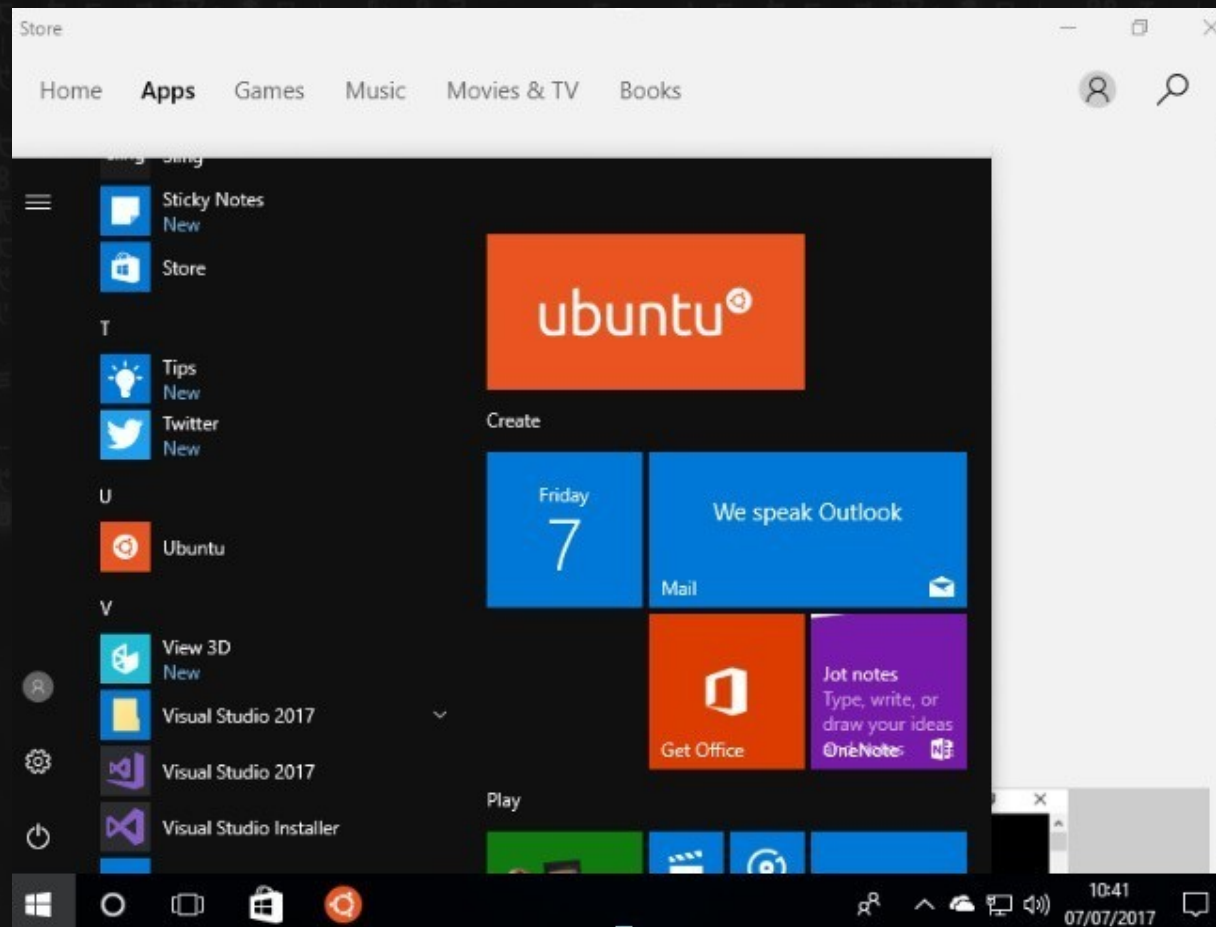 Store
Home Apps Games Music Movies & TV Books
Sling
Sticky Notes
New
Store
T
Tips
New
Twitter
New
U
Ubuntu
V
View 3D
New
Visual Studio 2017
Visual Studio 2017
Visual Studio Installer
ubuntu
Create
Friday
7
We speak Outlook
Mail
Get Office
Jot notes
Type, write, or
draw your ideas
OneNote
Play
10:41
07/07/2017